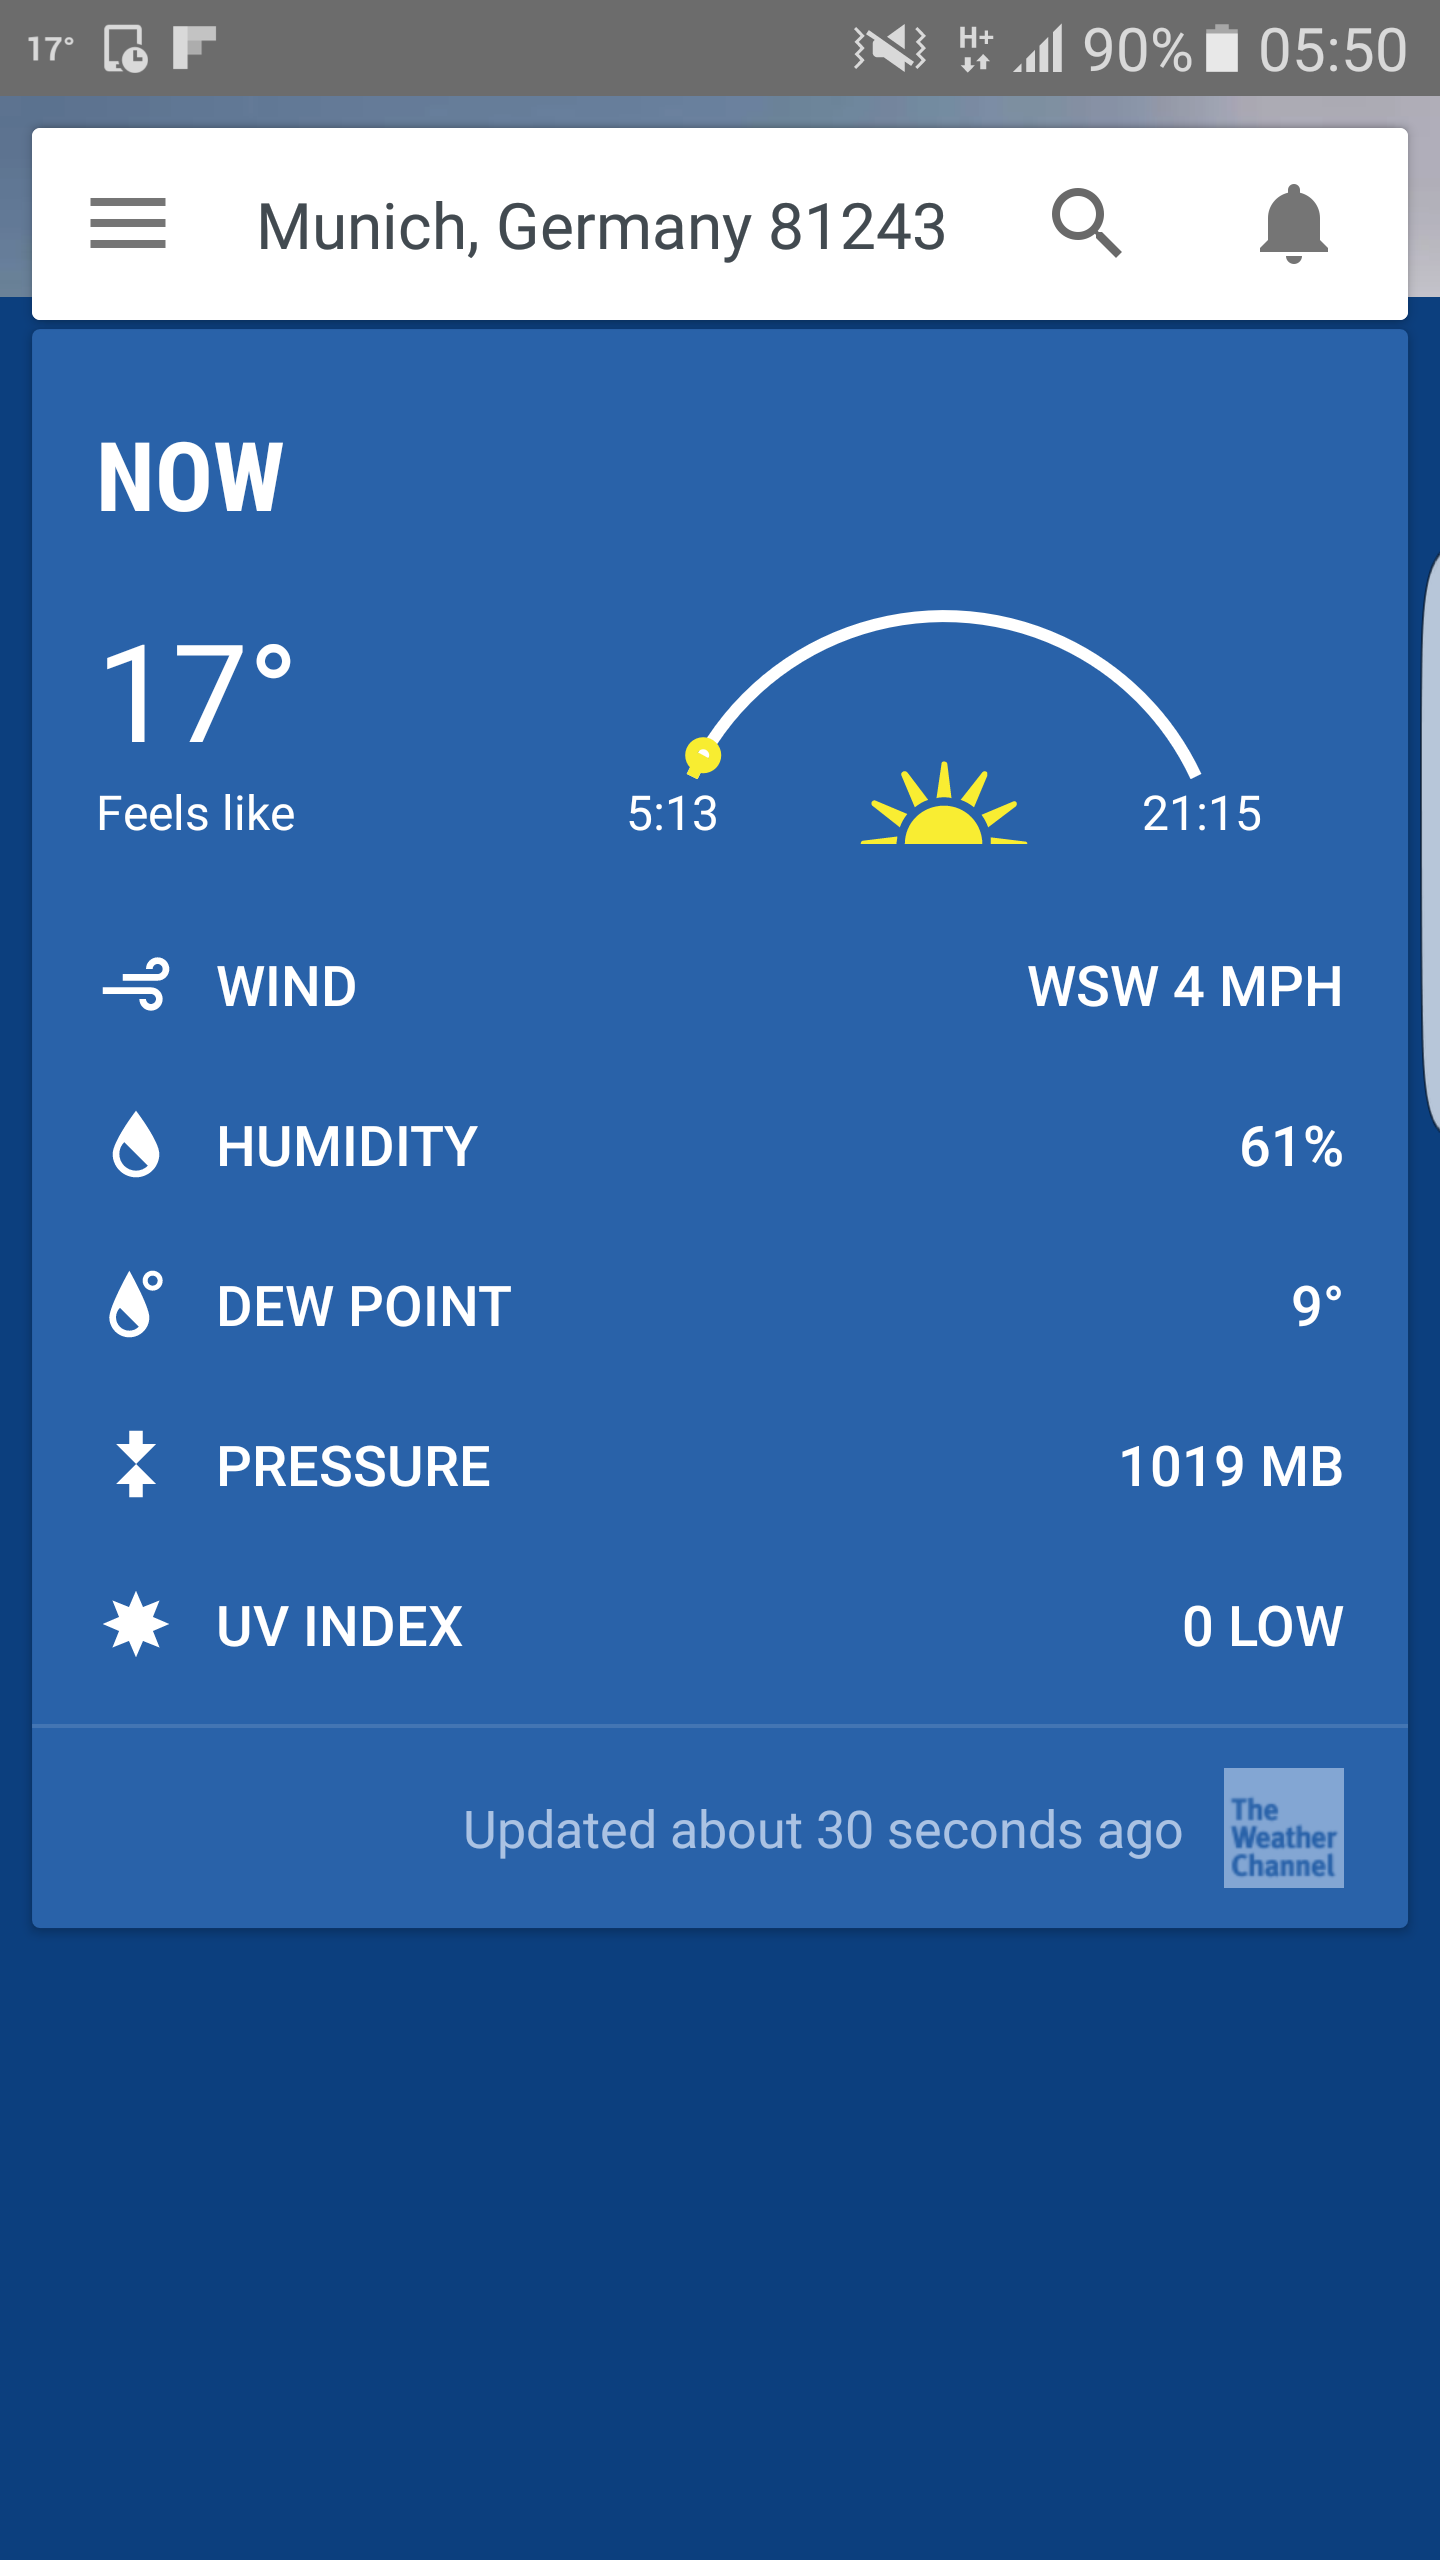 17°
H+
90%
05:50
Munich, Germany 81243
NOW
17°
Feels like
5:13
21:15
WIND
WSW 4 MPH
HUMIDITY
61%
DEW POINT
9°
PRESSURE
1019 MB
UV INDEX
0 LOW
Updated about 30 seconds ago
The
Weather
Channel